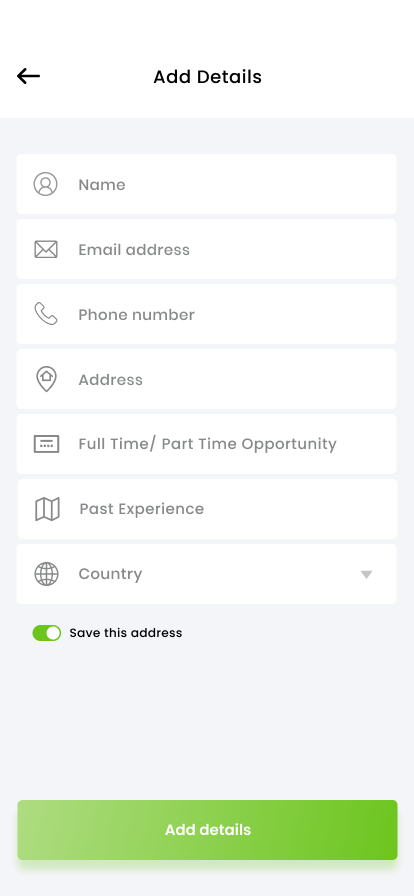 Add Details
Name
Email address
Phone number
Address
Full Time/ Part Time Opportunity
Past Experience
Country
Save this address
Add details